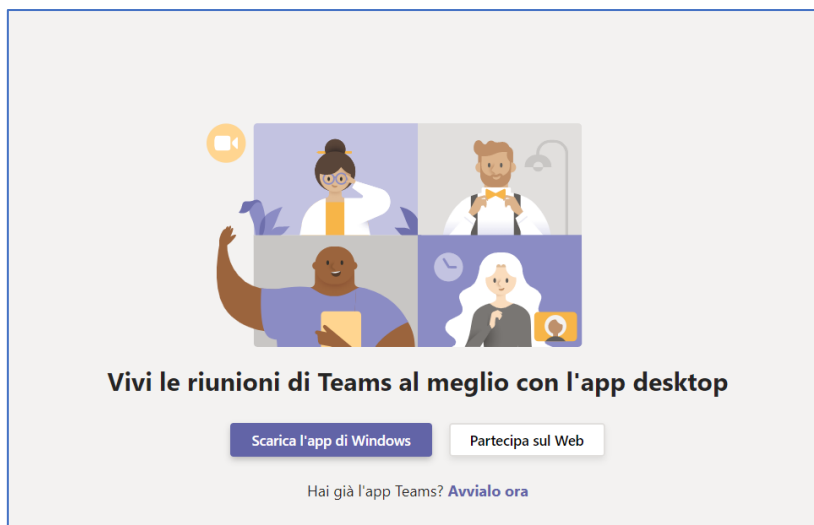 Vivi le riunioni di Teams al meglio con l'app desktop
Scarica l'app di Windows
Partecipa sul Web
Hai già l'app Teams? Avvialo ora